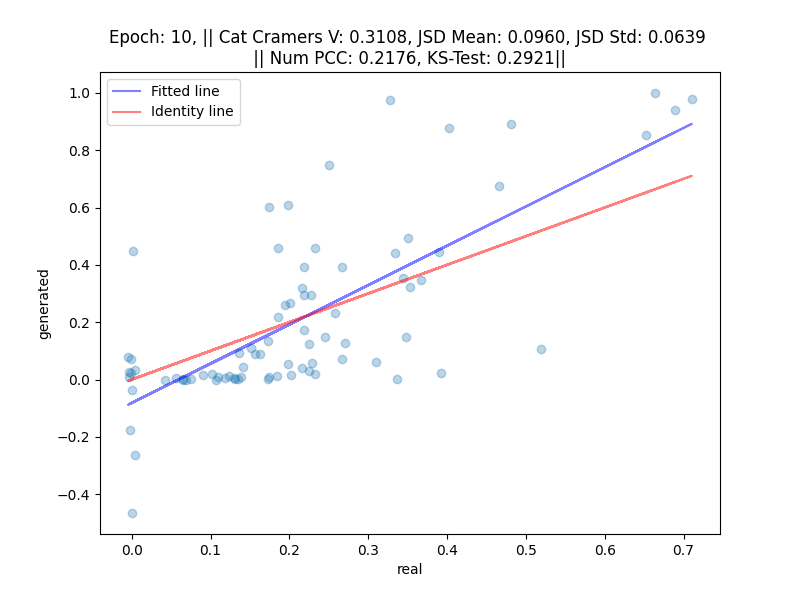 Epoch: 10, || Cat Cramers V: 0.3108, JSD Mean: 0.0960, JSD Std: 0.0639
|| Num PCC: 0.2176, KS-Test: 0.2921||
Fitted line
Identity line
1.0
0.8
0.6
0.4
0.2
0.0
−0.2
−0.4
generated
0.0 0.1 0.2 0.3 0.4 0.5 0.6 0.7
real